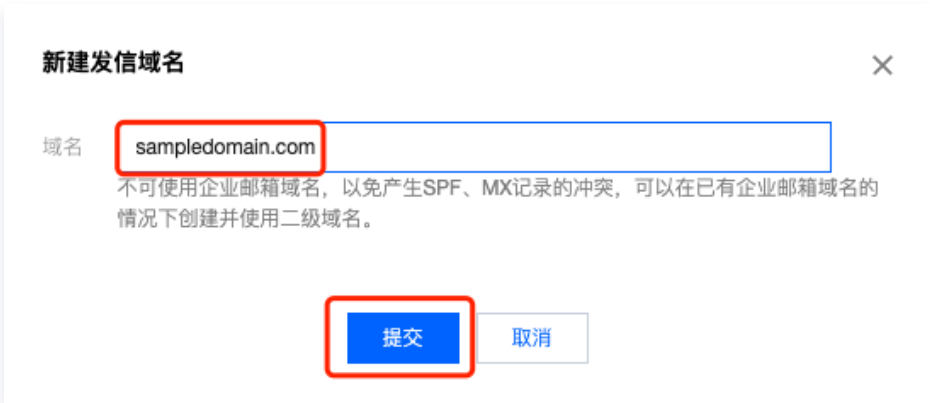 新建发信域名
域名
sampledomain.com
不可使用企业邮箱域名，以免产生SPF、MX记录的冲突，可以在已有企业邮箱域名的
情况下创建并使用二级域名。
提交
取消